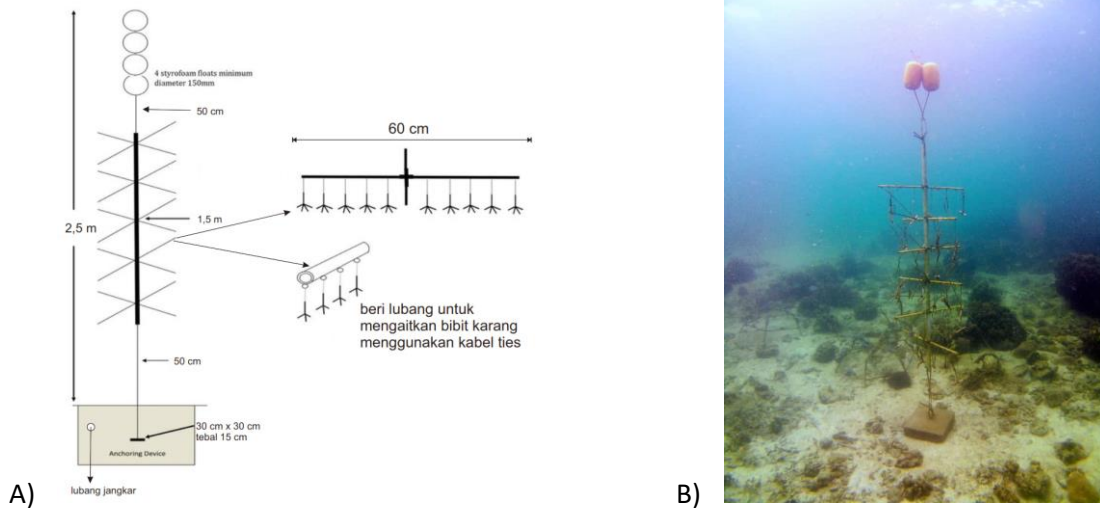 4 styrofoam floats minimum
diameter 150mm
50 cm
60 cm
2,5 m
1,5 m
beri lubang untuk
mengaitkan bibit karang
menggunakan kabel ties
50 cm
30 cm x 30 cm
tebal 15 cm
Anchoring Device
lubang jangkar
A)
B)